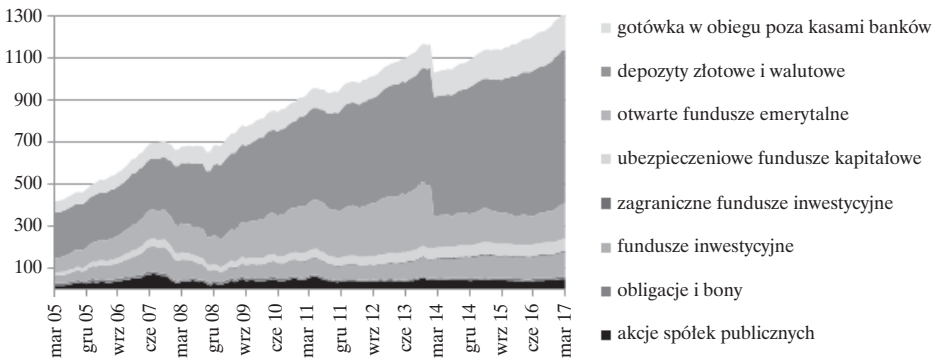 1300
1100
900
700
500
300
100
mar 05
gru 05
wrz 06
cze 07
mar 08
gru 08
wrz 09
cze 10
mar 11
gru 11
wrz 12
cze 13
mar 14
gru 14
wrz 15
cze 16
mar 17
gotówka w obiegu poza kasami banków
depozyty złotowe i walutowe
otwarte fundusze emerytalne
ubezpieczeniowe fundusze kapitałowe
zagraniczne fundusze inwestycyjne
fundusze inwestycyjne
obligacje i bony
akcje spółek publicznych